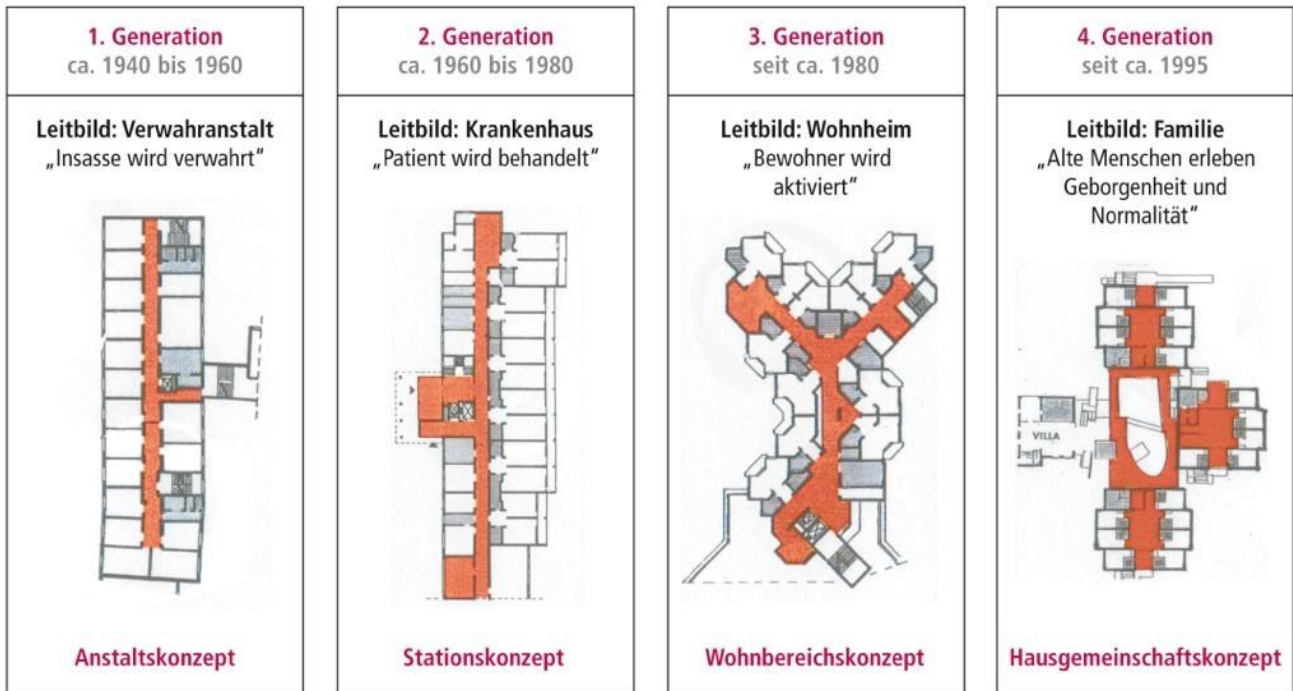 1. Generation
ca. 1940 bis 1960
Leitbild: Verwahranstalt
„Insasse wird verwahrt“
Anstaltskonzept
2. Generation
ca. 1960 bis 1980
Leitbild: Krankenhaus
„Patient wird behandelt“
Stationskonzept
3. Generation
seit ca. 1980
Leitbild: Wohnheim
„Bewohner wird
aktiviert“
Wohnbereichskonzept
4. Generation
seit ca. 1995
Leitbild: Familie
„Alte Menschen erleben
Geborgenheit und
Normalität“
VILLA
Hausgemeinschaftskonzept